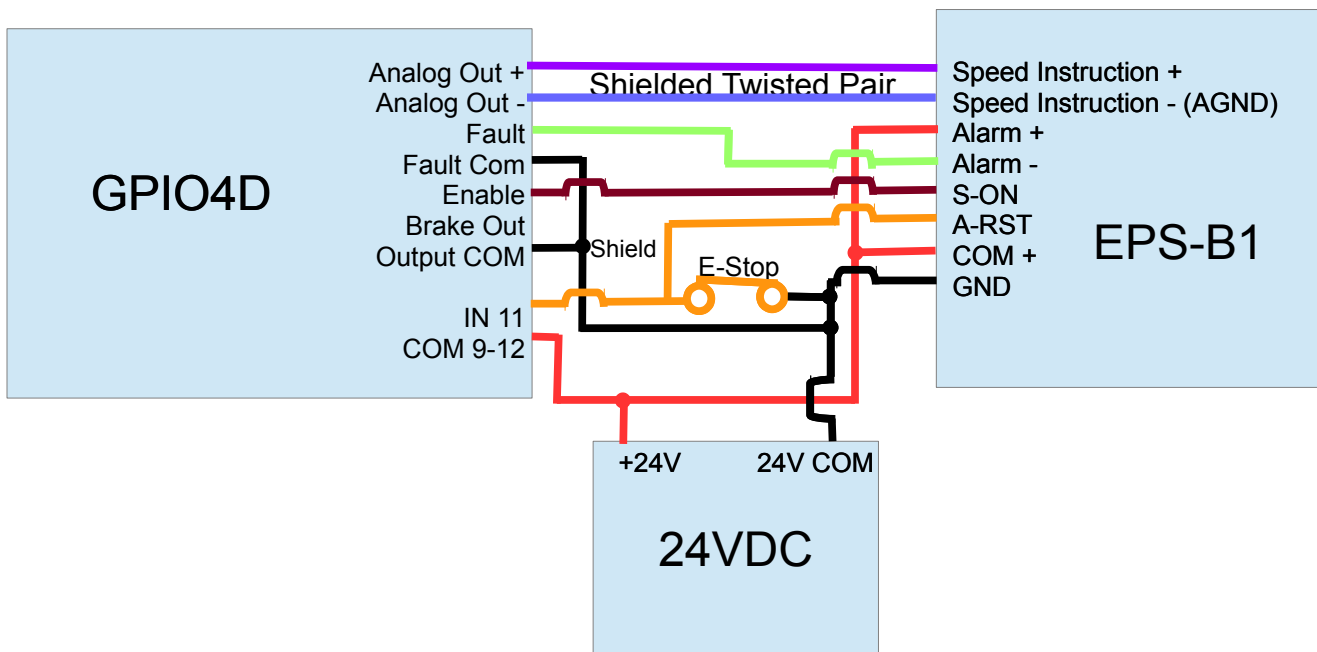 Analog Out +
Analog Out -
Fault
Fault Com
Enable
Brake Out
Output COM
IN 11
COM 9-12
GPIO4D
Shielded Twisted Pair
Shield
E-Stop
Speed Instruction +
Speed Instruction - (AGND)
Alarm +
Alarm -
S-ON
A-RST
COM +
GND
EPS-B1
+24V
24V COM
24VDC